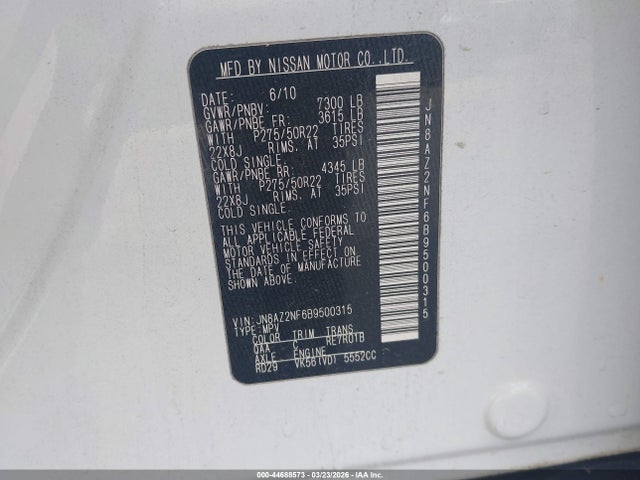 MFD BY NISSAN MOTOR CO.,LTD.
DATE: 6/10
GVWR/PNBV: 7300 LB
GAWR/PNBE FR: 3615 LB
WITH P275/50R22 TIRES
22X8J RIMS, AT 35PSI
COLD SINGLE.
GAWR/PNBE RR: 4345 LB
WITH P275/50R22 TIRES
22X8J RIMS, AT 35PSI
COLD SINGLE.
THIS VEHICLE CONFORMS TO
ALL APPLICABLE FEDERAL
MOTOR VEHICLE SAFETY
STANDARDS IN EFFECT ON
THE DATE OF MANUFACTURE
SHOWN ABOVE.
VIN: JN8AZ2NF6B9500315
TYPE: MPV
COLOR TRIM TRANS
QAA C RE7R01B
AXLE ENGINE
RD29 VK56(VD) 5552CC
JN8AZ2NF6B9500315
000-44688573 | 03/23/2026 - IAA Inc.